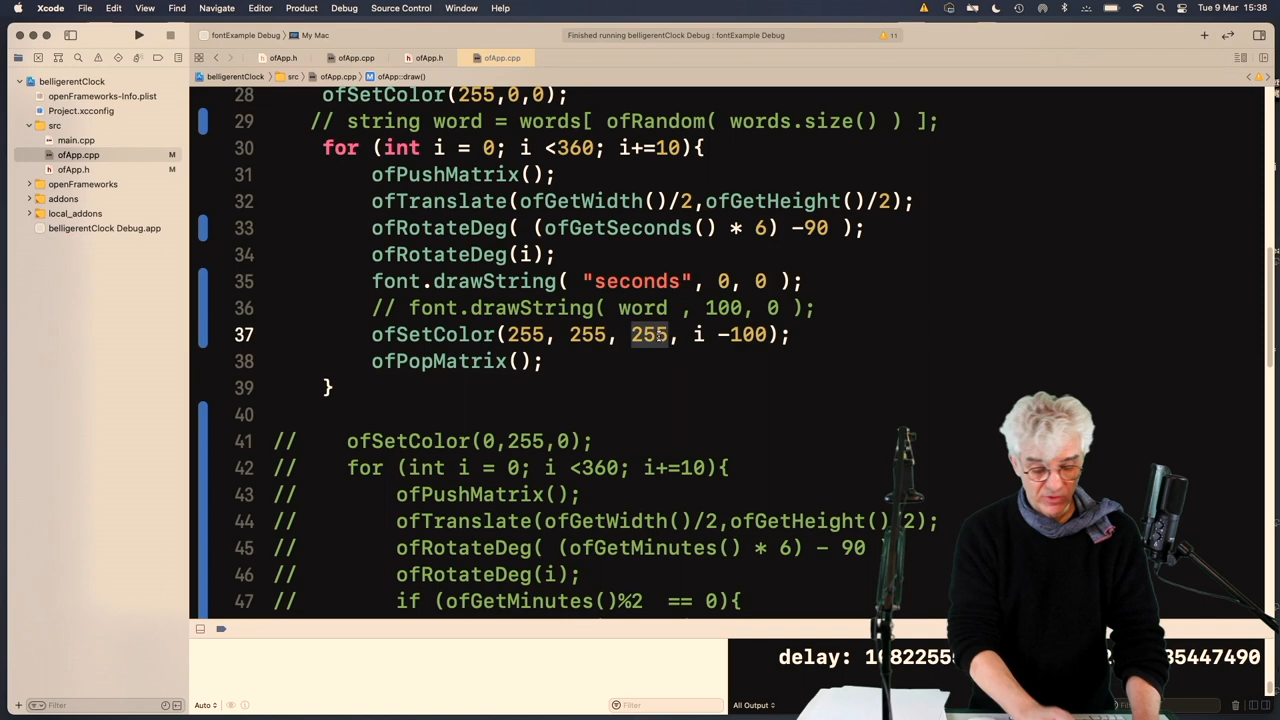 Xcode File Edit View Find Navigate Editor Product Debug Source Control Window Help
Tue 9 Mar 15:38
fontExample Debug My Mac
Finished running belligerentClock Debug : fontExample Debug
11
ofApp.h ofApp.cpp ofApp.h ofApp.cpp
belligerentClock src ofApp.cpp M ofApp::draw()
belligerentClock
openFrameworks-Info.plist
Project.xcconfig
src
main.cpp
ofApp.cpp M
ofApp.h M
openFrameworks
addons
local_addons
belligerentClock Debug.app
28 ofSetColor(255,0,0);
29 // string word = words[ ofRandom( words.size() ) ];
30 for (int i = 0; i <360; i+=10){
31 ofPushMatrix();
32 ofTranslate(ofGetWidth()/2,ofGetHeight()/2);
33 ofRotateDeg( (ofGetSeconds() * 6) -90 );
34 ofRotateDeg(i);
35 font.drawString( "seconds", 0, 0 );
36 // font.drawString( word , 100, 0 );
37 ofSetColor(255, 255, 255, i -100);
38 ofPopMatrix();
39 }
40
41 // ofSetColor(0,255,0);
42 // for (int i = 0; i <360; i+=10){
43 // ofPushMatrix();
44 // ofTranslate(ofGetWidth()/2,ofGetHeight() 2);
45 // ofRotateDeg( (ofGetMinutes() * 6) - 90
46 // ofRotateDeg(i);
47 // if (ofGetMinutes()%2 == 0){
delay: 35447490
Filter
Auto
Filter
All Output